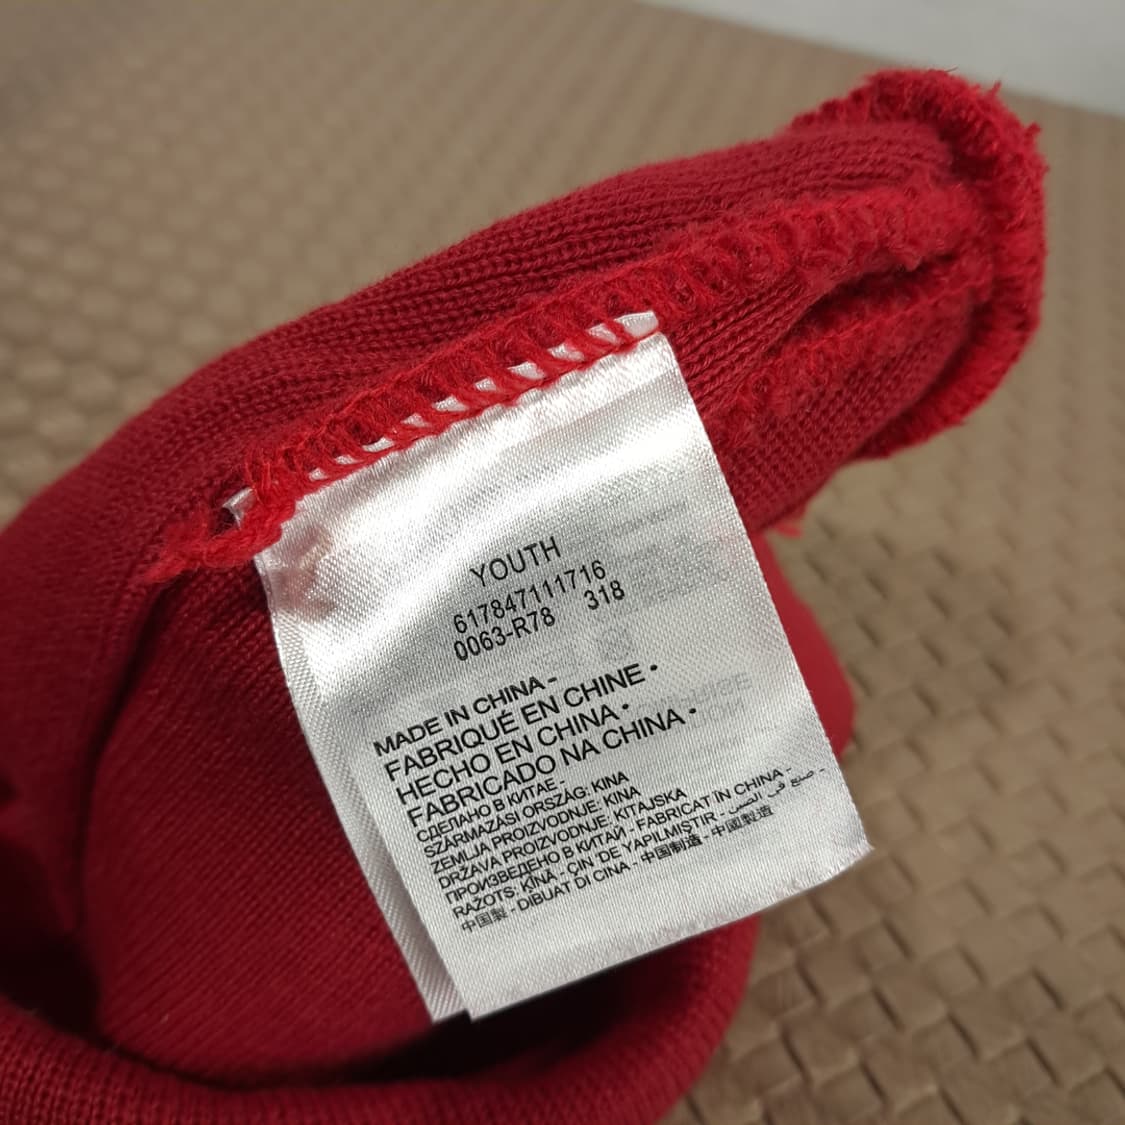 YOUTH
617847111716
0063-R78 318
MADE IN CHINA -
FABRIQUÉ EN CHINE •
HECHO EN CHINA •
FABRICADO NA CHINA •
СДЕЛАНО В КИТАЕ -
SZÁRMAZÁSI ORSZÁG: KINA
ZEMLJA PROIZVODNJE: KINA
DRŽAVA PROIZVODNJE: KITAJSKA
ПРОИЗВЕДЕНО В КИТАЙ - FABRICAT IN CHINA -
RAŽOTS: ĶĪNA - ÇIN 'DE YAPILMIŞTIR - صنع في الصين -
中国製 - DIBUAT DI CINA - 中国制造 - 中國製造